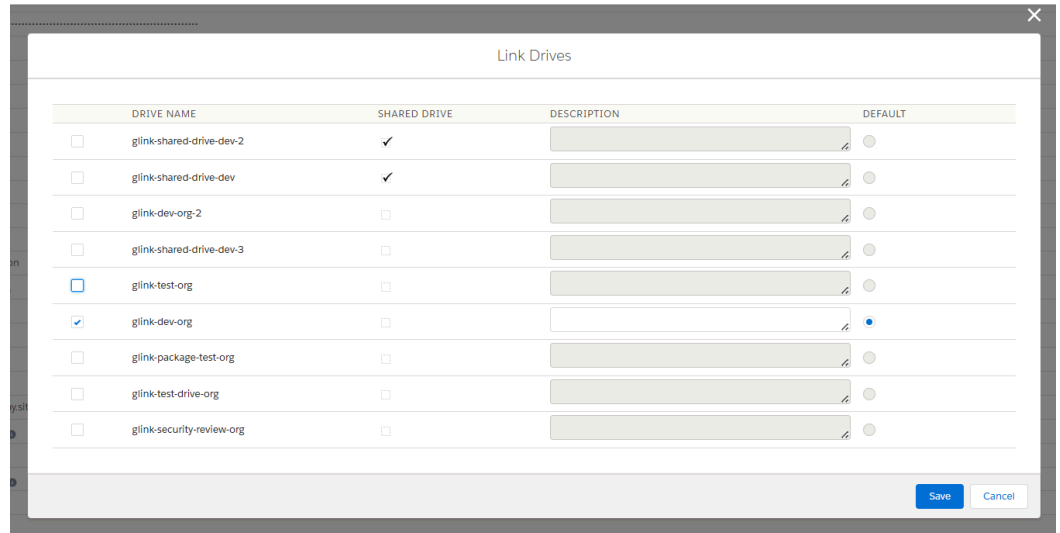 Link Drives
DRIVE NAME SHARED DRIVE DESCRIPTION DEFAULT
glink-shared-drive-dev-2
glink-shared-drive-dev
glink-dev-org-2
on
glink-shared-drive-dev-3
glink-test-org
glink-dev-org
glink-package-test-org
glink-test-drive-org
y.sit
glink-security-review-org
Save Cancel